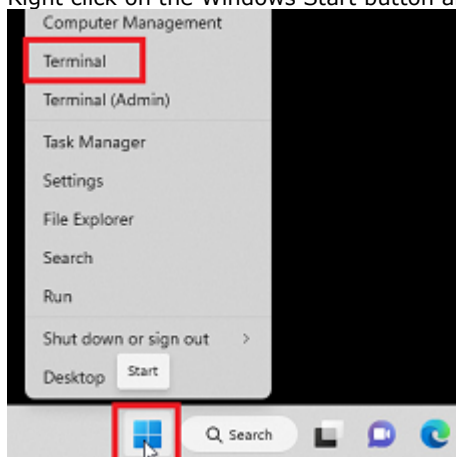 Right click on the Windows Start button a
Computer Management
Terminal
Terminal (Admin)
Task Manager
Settings
File Explorer
Search
Run
Shut down or sign out
Desktop
Start
Search